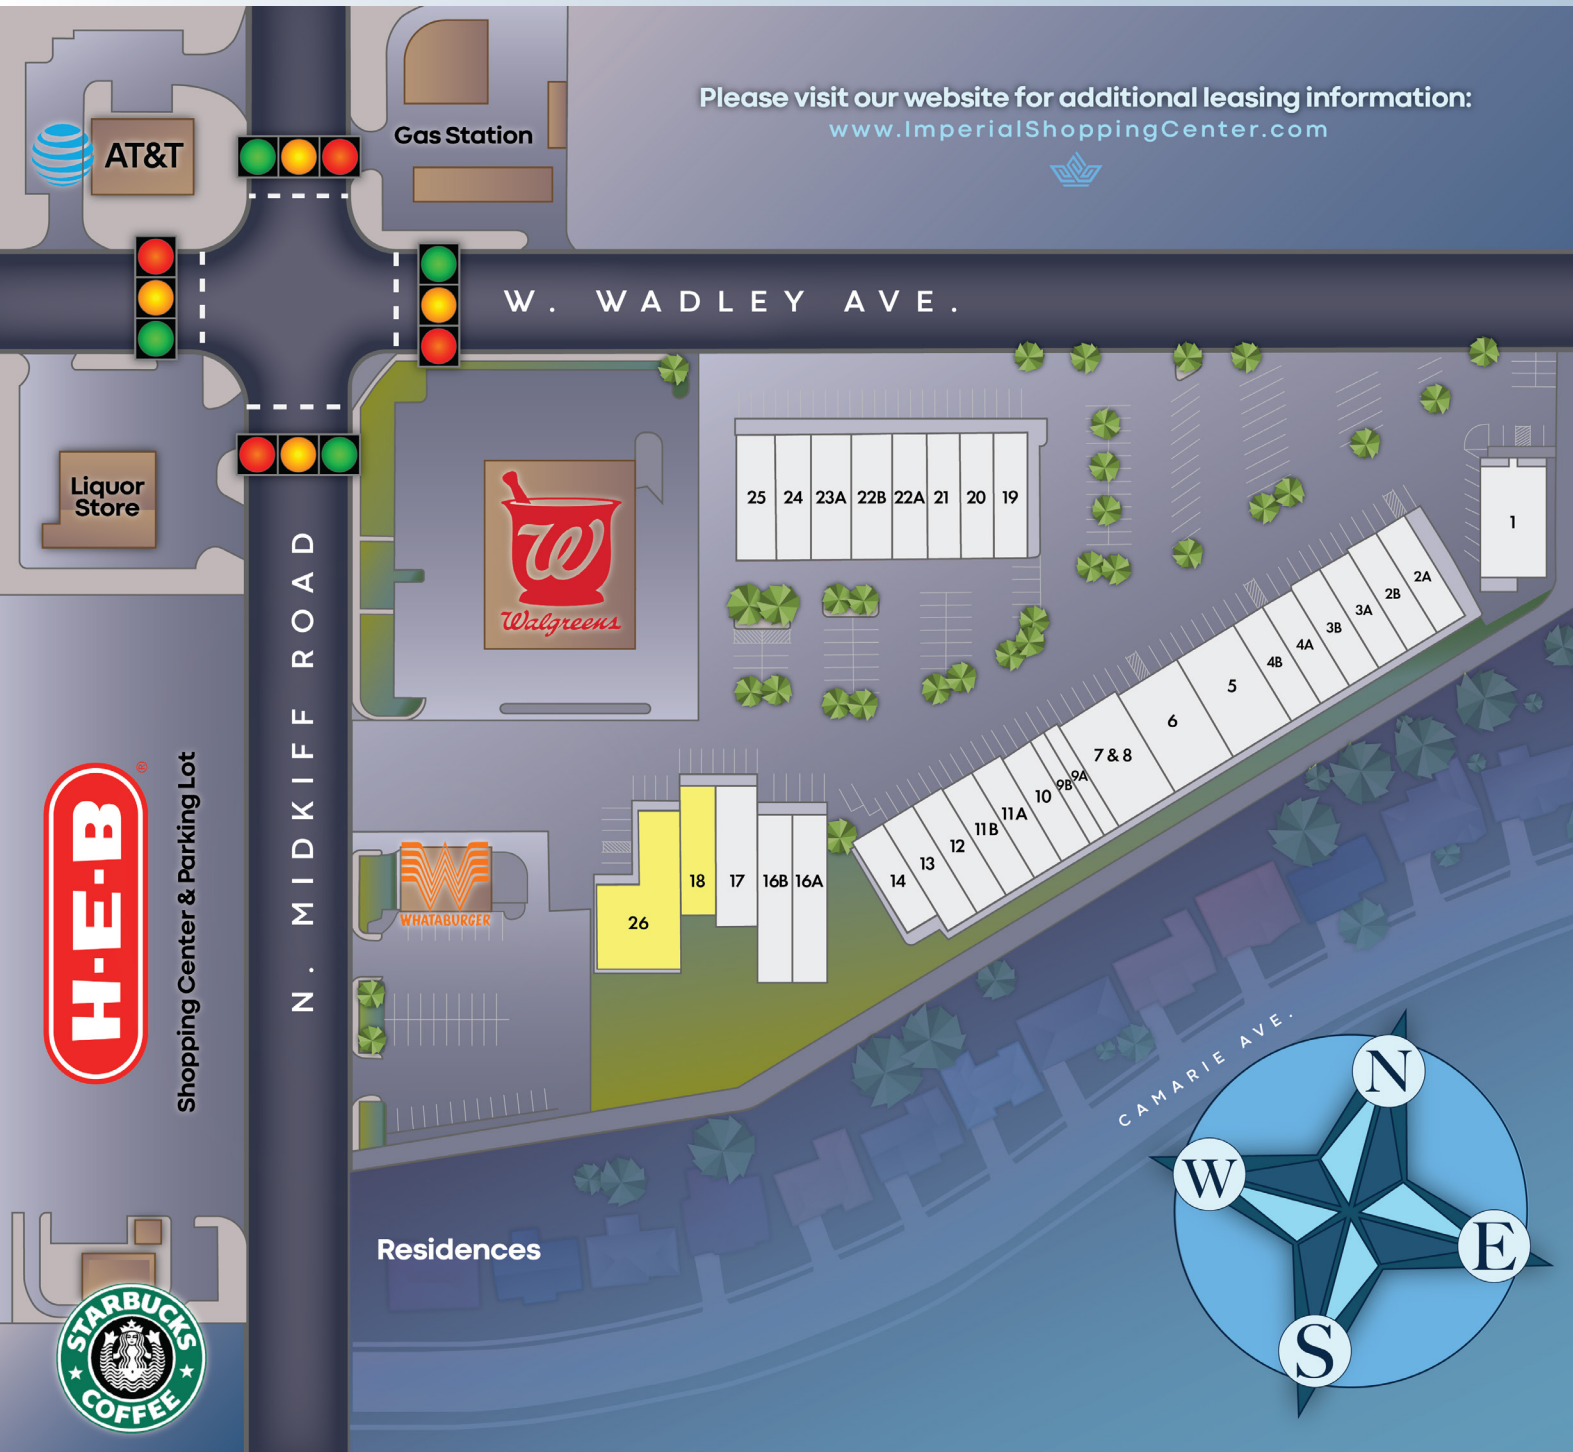 Please visit our website for additional leasing information:
www.ImperialShoppingCenter.com
AT&T
Gas Station
W. WADLEY AVE.
Liquor
Store
N. MIDKIFF ROAD
Walgreens
25 24 23A 22B 22A 21 20 19
1
2A
2B
3A
3B
4A
4B
5
6
7 & 8
9A
9B
10
11A
11B
12
13
14
H-E-B®
Shopping Center & Parking Lot
WHATABURGER
26
18 17 16B 16A
CAMARIE AVE.
N
W
E
S
Residences
STARBUCKS
COFFEE